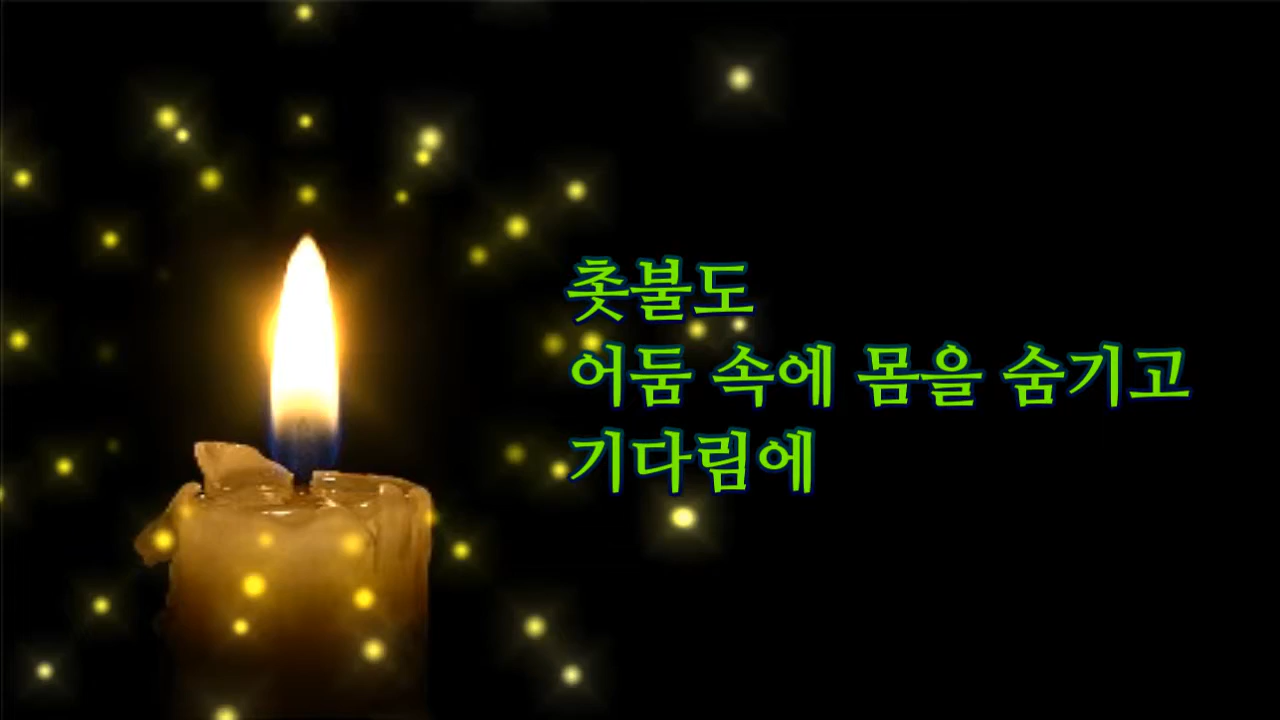 촛불도
어둠 속에 몸을 숨기고
기다림에